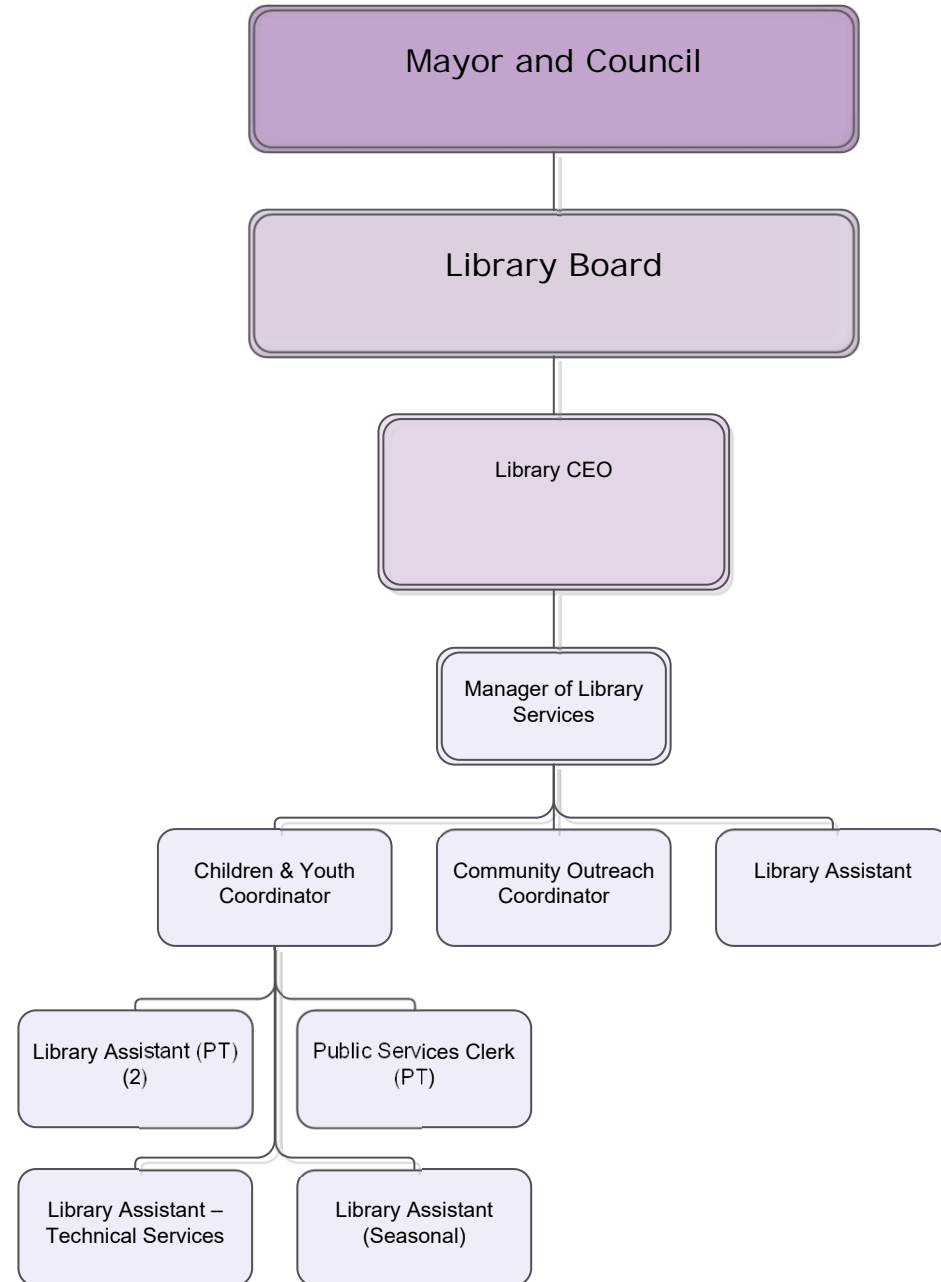 Mayor and Council
Library Board
Library CEO
Manager of Library
Services
Children & Youth
Coordinator
Community Outreach
Coordinator
Library Assistant
Library Assistant (PT)
(2)
Public Services Clerk
(PT)
Library Assistant –
Technical Services
Library Assistant
(Seasonal)